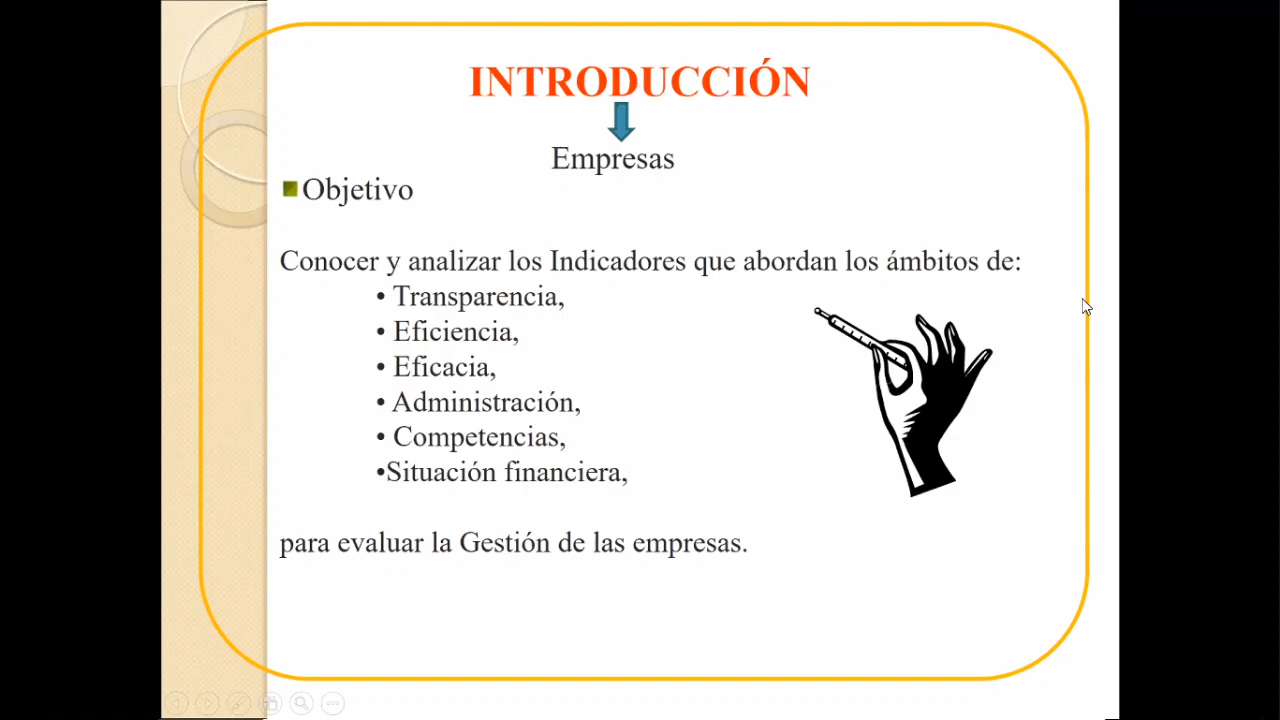 INTRODUCCIÓN
Empresas
Objetivo
Conocer y analizar los Indicadores que abordan los ámbitos de:
• Transparencia,
• Eficiencia,
• Eficacia,
• Administración,
• Competencias,
•Situación financiera,
para evaluar la Gestión de las empresas.